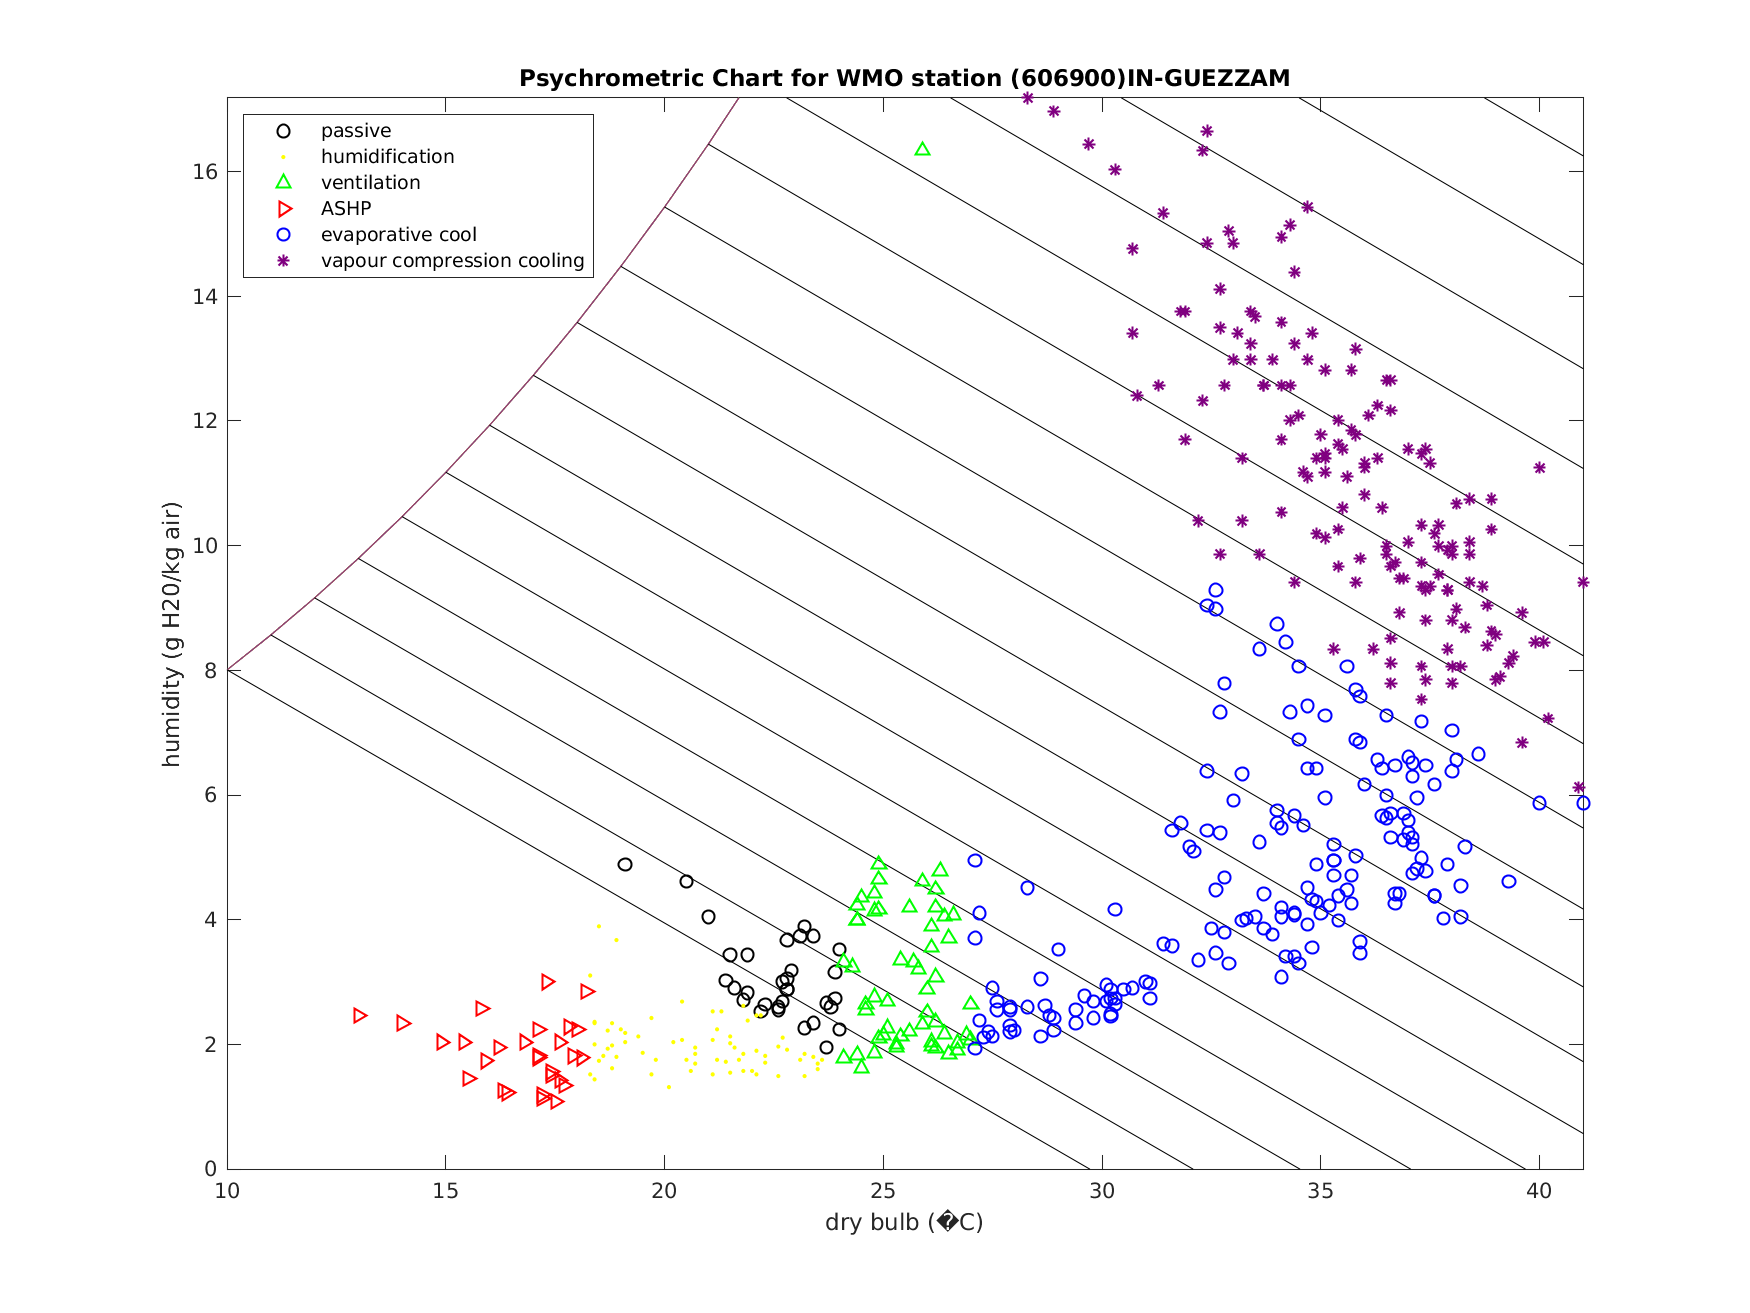 Psychrometric Chart for WMO station (606900)IN-GUEZZAM
passive
humidification
ventilation
ASHP
evaporative cool
vapour compression cooling
humidity (g H20/kg air)
16
14
12
10
8
6
4
2
0
10 15 20 25 30 35 40
dry bulb (�C)